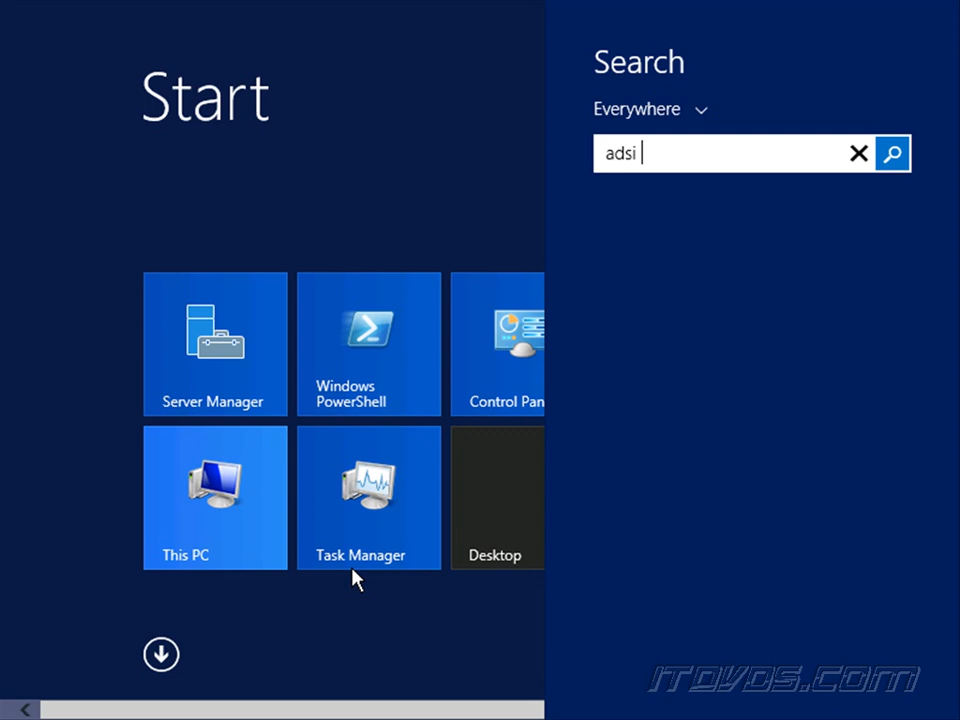 Start
Search
Everywhere
adsi
Server Manager
Windows
PowerShell
Control Pan
This PC
Task Manager
Desktop
ITDVDS.COM